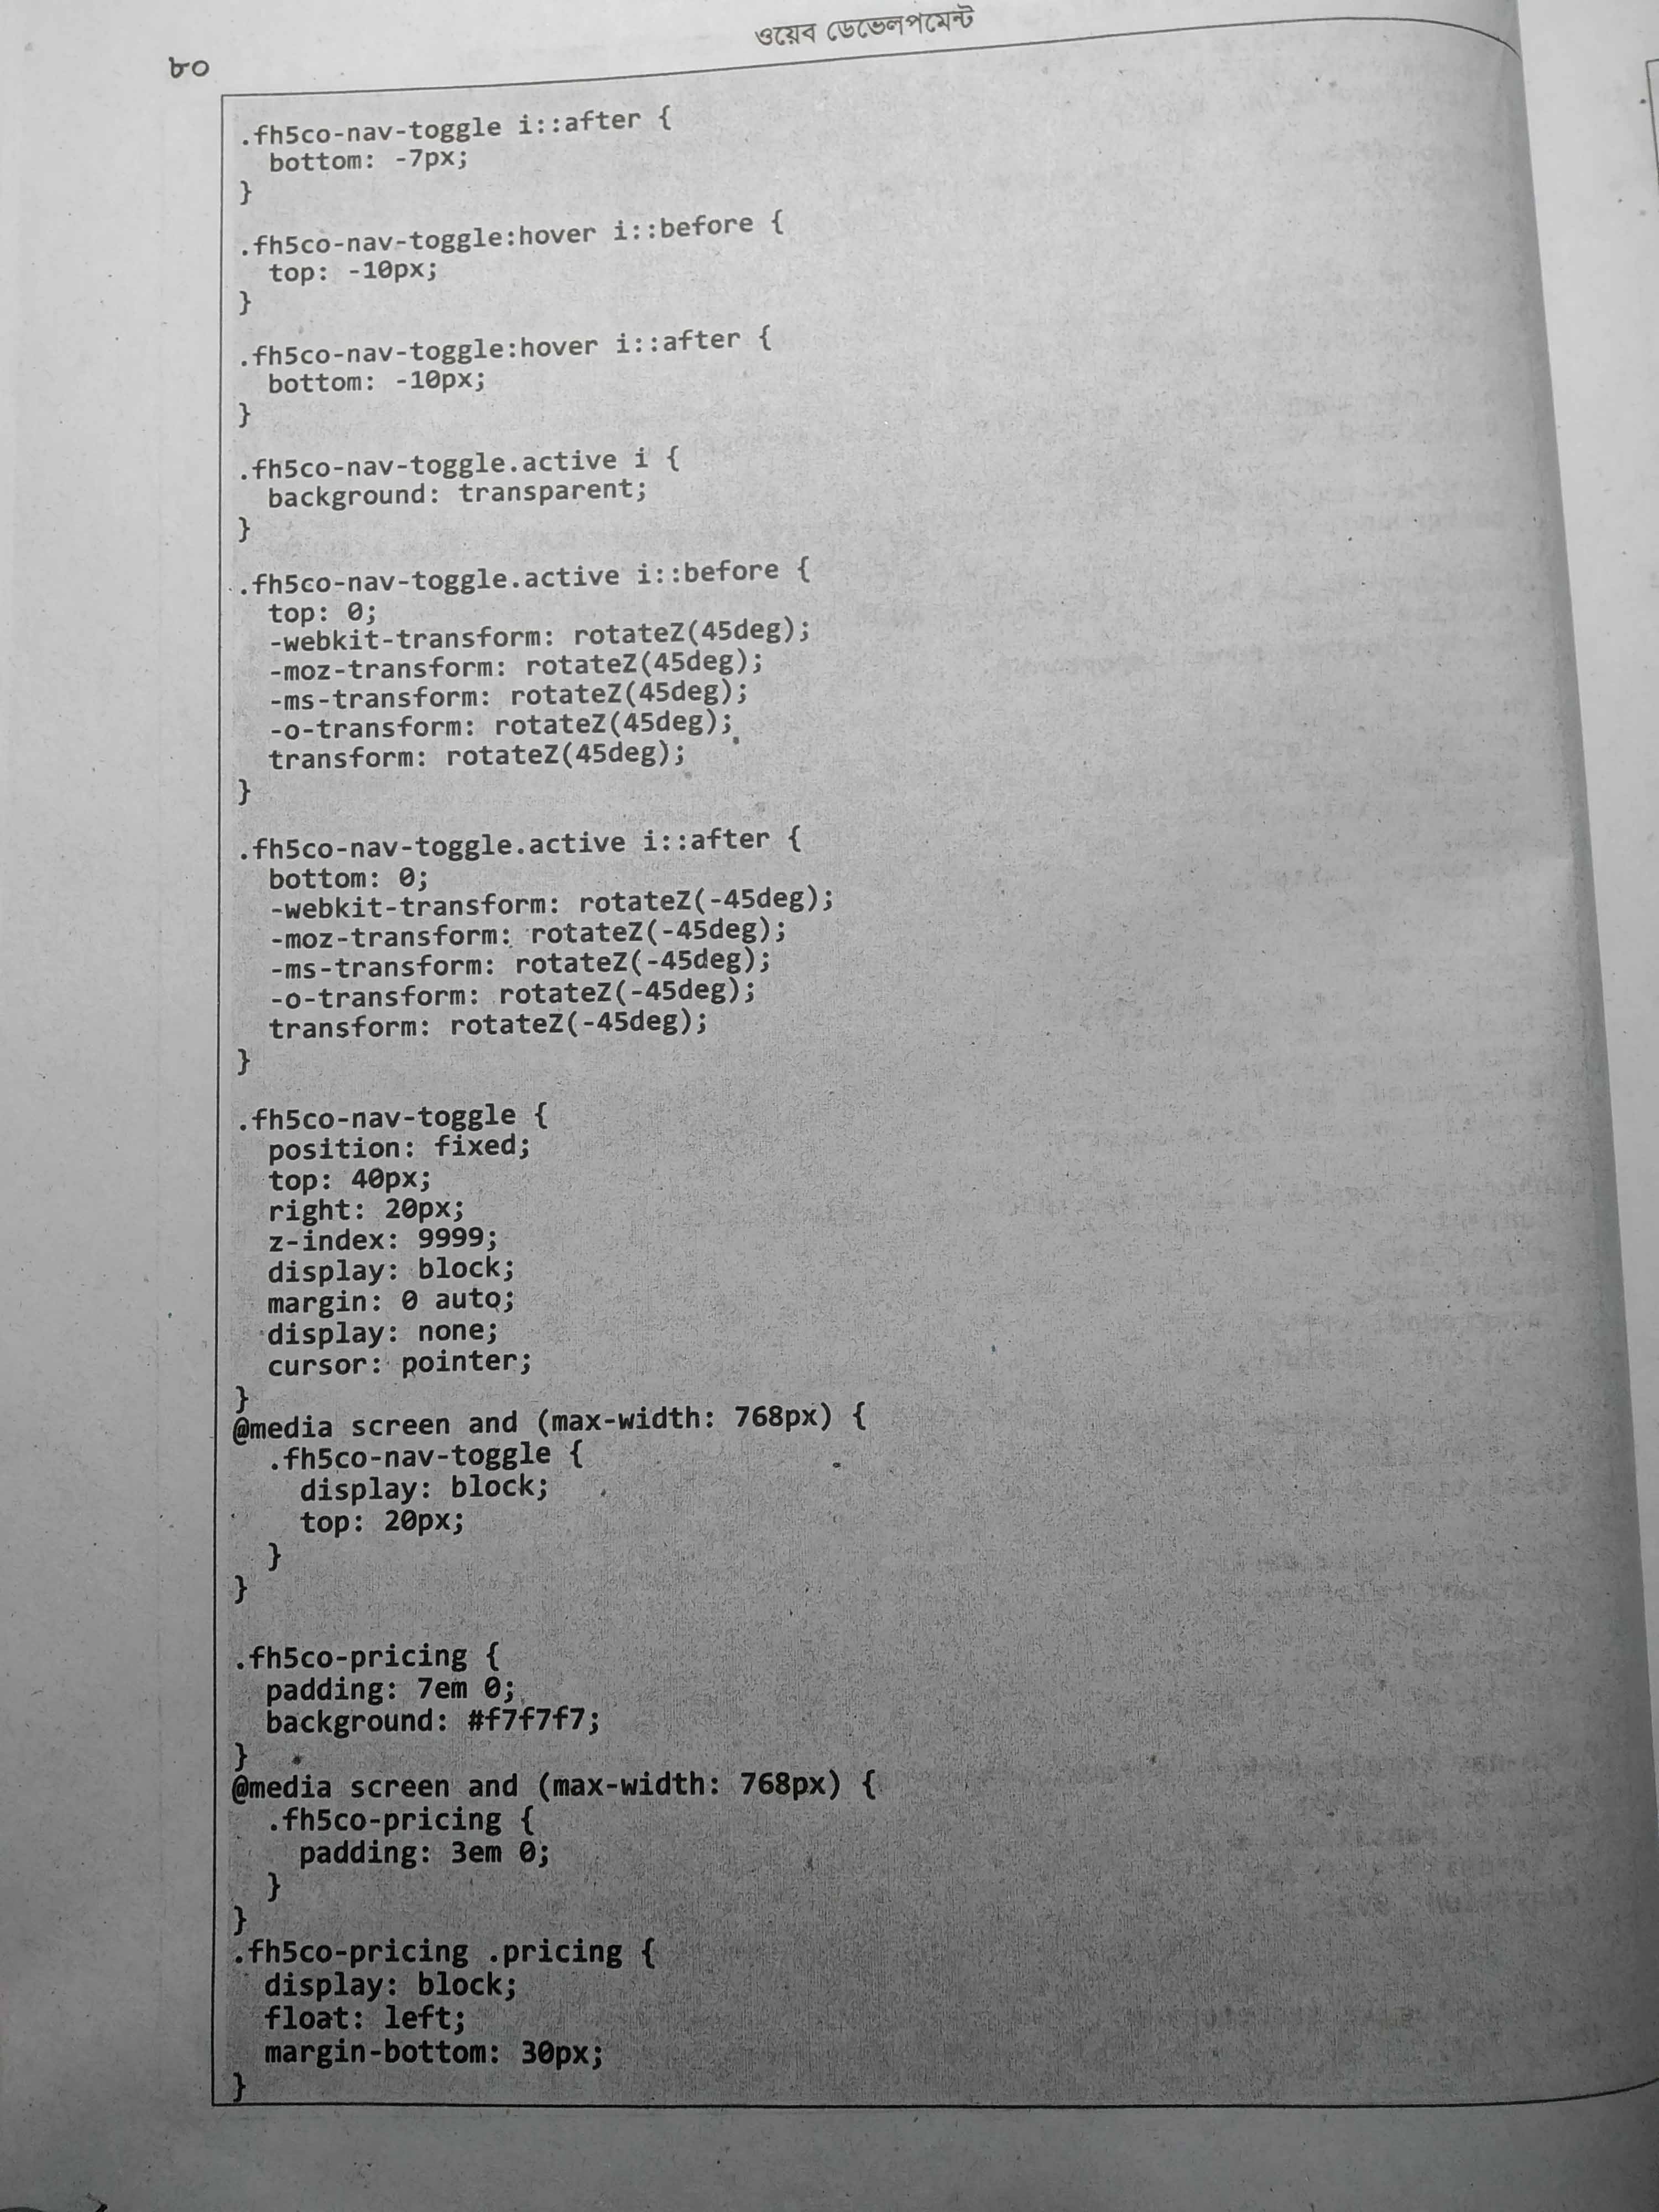 ওয়েব ডেভেলপমেন্ট
৮০
.fh5co-nav-toggle i::after {
  bottom: -7px;
}
.fh5co-nav-toggle:hover i::before {
  top: -10px;
}
.fh5co-nav-toggle:hover i::after {
  bottom: -10px;
}
.fh5co-nav-toggle.active i {
  background: transparent;
}
.fh5co-nav-toggle.active i::before {
  top: 0;
  -webkit-transform: rotateZ(45deg);
  -moz-transform: rotateZ(45deg);
  -ms-transform: rotateZ(45deg);
  -o-transform: rotateZ(45deg);
  transform: rotateZ(45deg);
}
.fh5co-nav-toggle.active i::after {
  bottom: 0;
  -webkit-transform: rotateZ(-45deg);
  -moz-transform: rotateZ(-45deg);
  -ms-transform: rotateZ(-45deg);
  -o-transform: rotateZ(-45deg);
  transform: rotateZ(-45deg);
}
.fh5co-nav-toggle {
  position: fixed;
  top: 40px;
  right: 20px;
  z-index: 9999;
  display: block;
  margin: 0 auto;
  display: none;
  cursor: pointer;
}
@media screen and (max-width: 768px) {
  .fh5co-nav-toggle {
    display: block;
    top: 20px;
  }
}
.fh5co-pricing {
  padding: 7em 0;
  background: #f7f7f7;
}
@media screen and (max-width: 768px) {
  .fh5co-pricing {
    padding: 3em 0;
  }
}
.fh5co-pricing .pricing {
  display: block;
  float: left;
  margin-bottom: 30px;
}